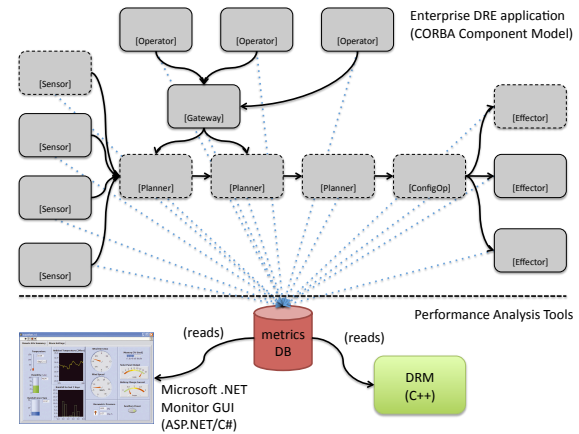 Enterprise DRE application
(CORBA Component Model)
[Operator]
[Operator]
[Operator]
[Sensor]
[Gateway]
[Effector]
[Sensor]
[Planner]
[Planner]
[Planner]
[ConfigOp]
[Effector]
[Sensor]
[Sensor]
[Effector]
Performance Analysis Tools
metrics
DB
(reads)
(reads)
Microsoft .NET
Monitor GUI
(ASP.NET/C#)
DRM
(C++)